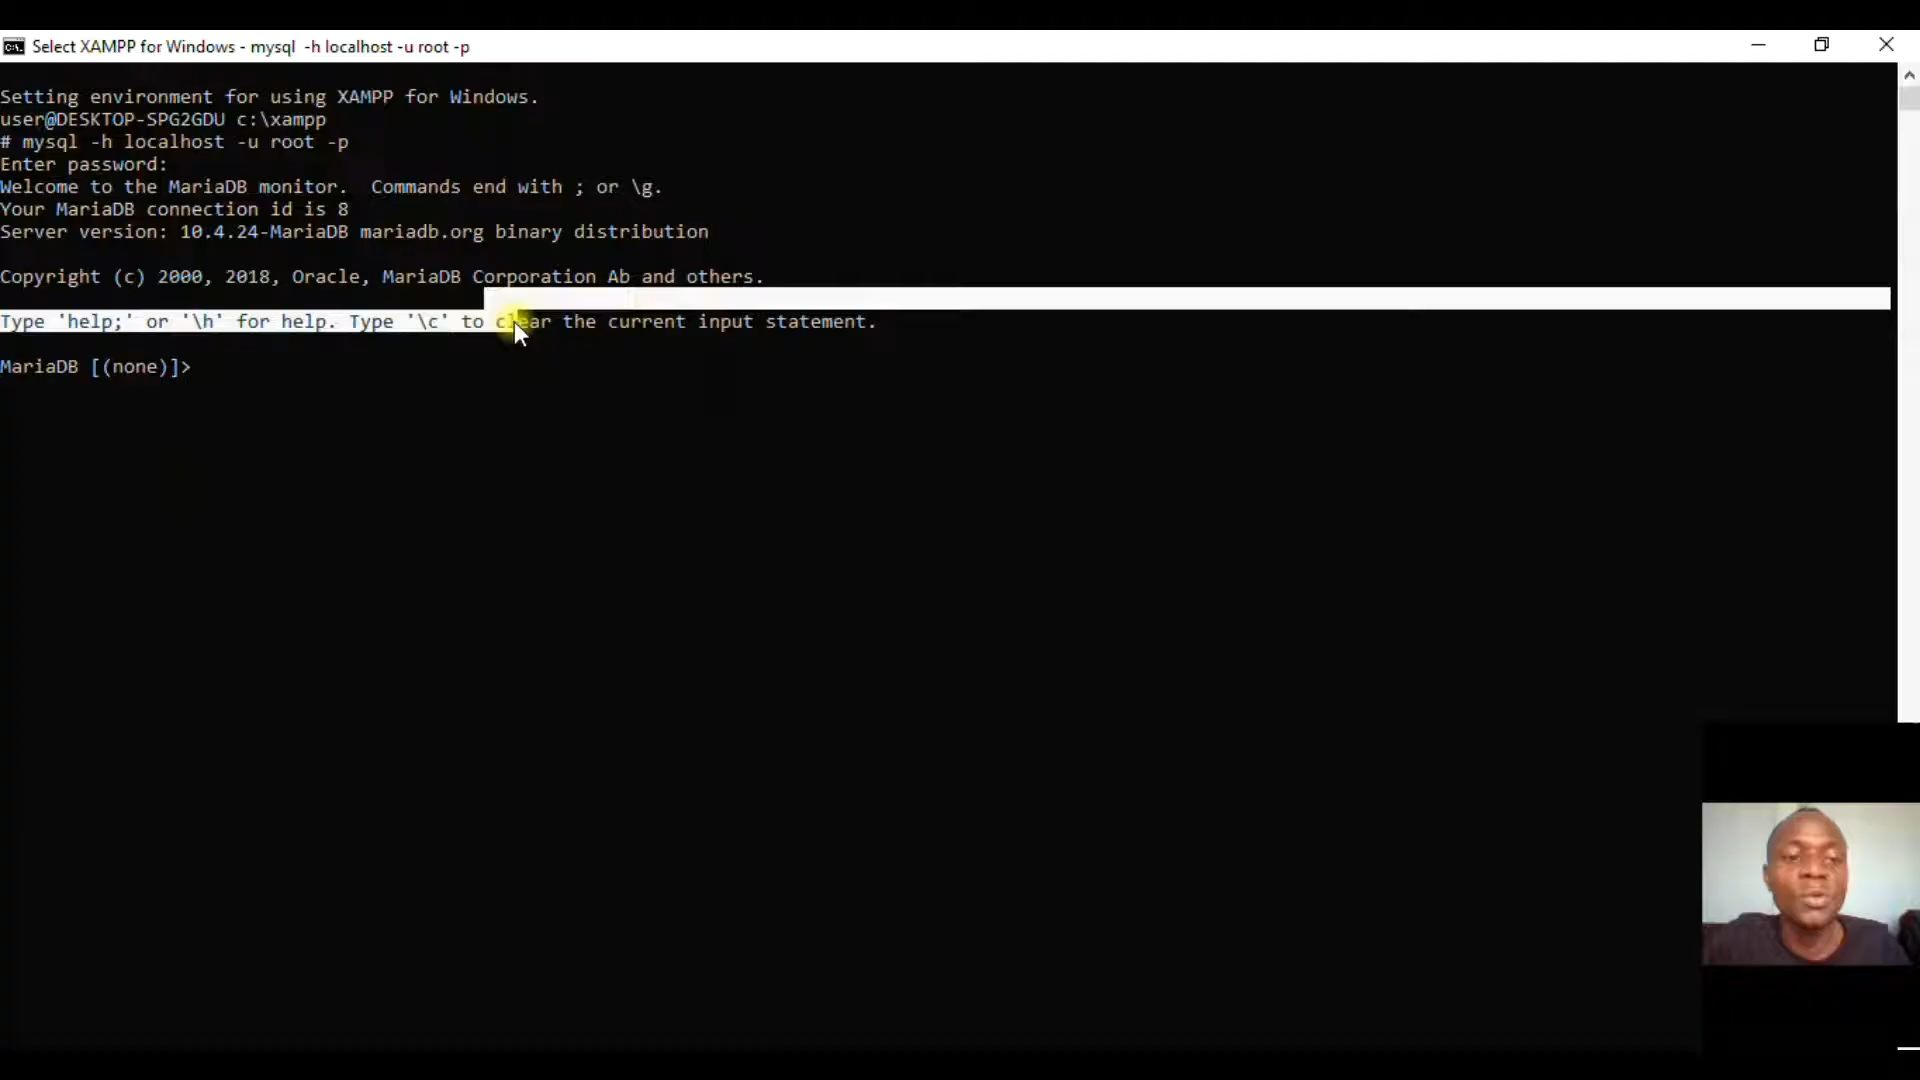 Select XAMPP for Windows - mysql  -h localhost -u root -p
Setting environment for using XAMPP for Windows.
user@DESKTOP-SPG2GDU c:\xampp
# mysql -h localhost -u root -p
Enter password:
Welcome to the MariaDB monitor.  Commands end with ; or \g.
Your MariaDB connection id is 8
Server version: 10.4.24-MariaDB mariadb.org binary distribution
Copyright (c) 2000, 2018, Oracle, MariaDB Corporation Ab and others.
Type 'help;' or '\h' for help. Type '\c' to clear the current input statement.
MariaDB [(none)]>